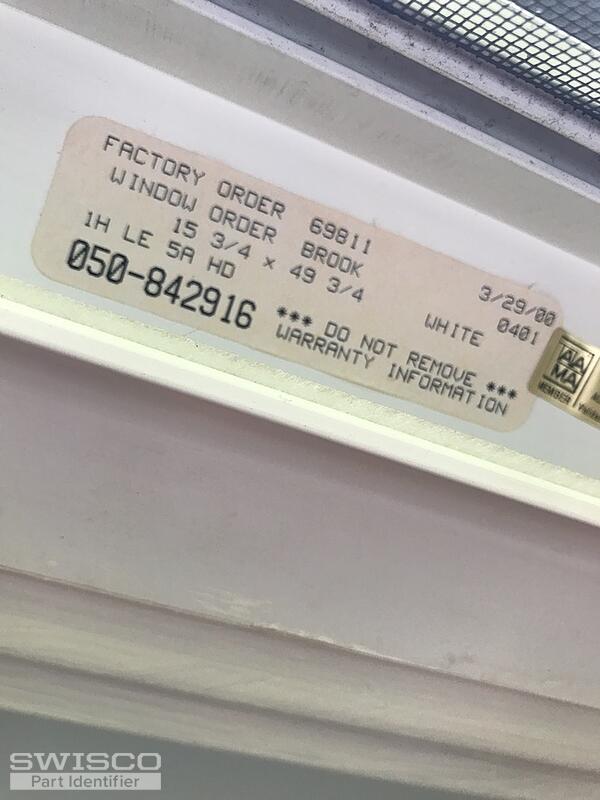 FACTORY ORDER 69811 3/29/00
WINDOW ORDER BROOK 0401
15 3/4 x 49 3/4 WHITE
1H LE 5A HD
050-842916 *** DO NOT REMOVE ***
WARRANTY INFORMATION
AAMA
MEMBER
SWISCO
Part Identifier